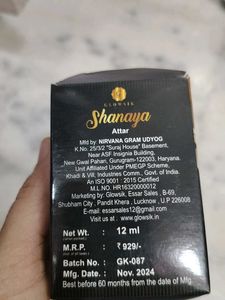 GLOWSIK
Shanaya
Attar
Mfd by: NIRVANA GRAM UDYOG
K No. 25/3/2 "Suraj House" Basement,
Near ASF Insignia Building
New Gwal Pahari, Gurugram-122003, Haryana.
Unit Affiliated Under PMEGP Scheme,
Khadi & Vill, Industries Comm., Govt. of India.
An ISO 9001 : 2015 Certified
M.L NO. HR16320000012
Marketing by: Glowsik, Essar Sales, B-69,
Shubham City, Pandit Khera, Lucknow, U.P 226008
E-mail: essarsales12@gmail.com
Visit us at : www.glowsik.in
Net Wt. : 12 ml
M.R.P. : ₹ 929/-
Batch No. : GK-087
Mfg. Date : Nov. 2024
Best before 60 months from the date of Mfg.